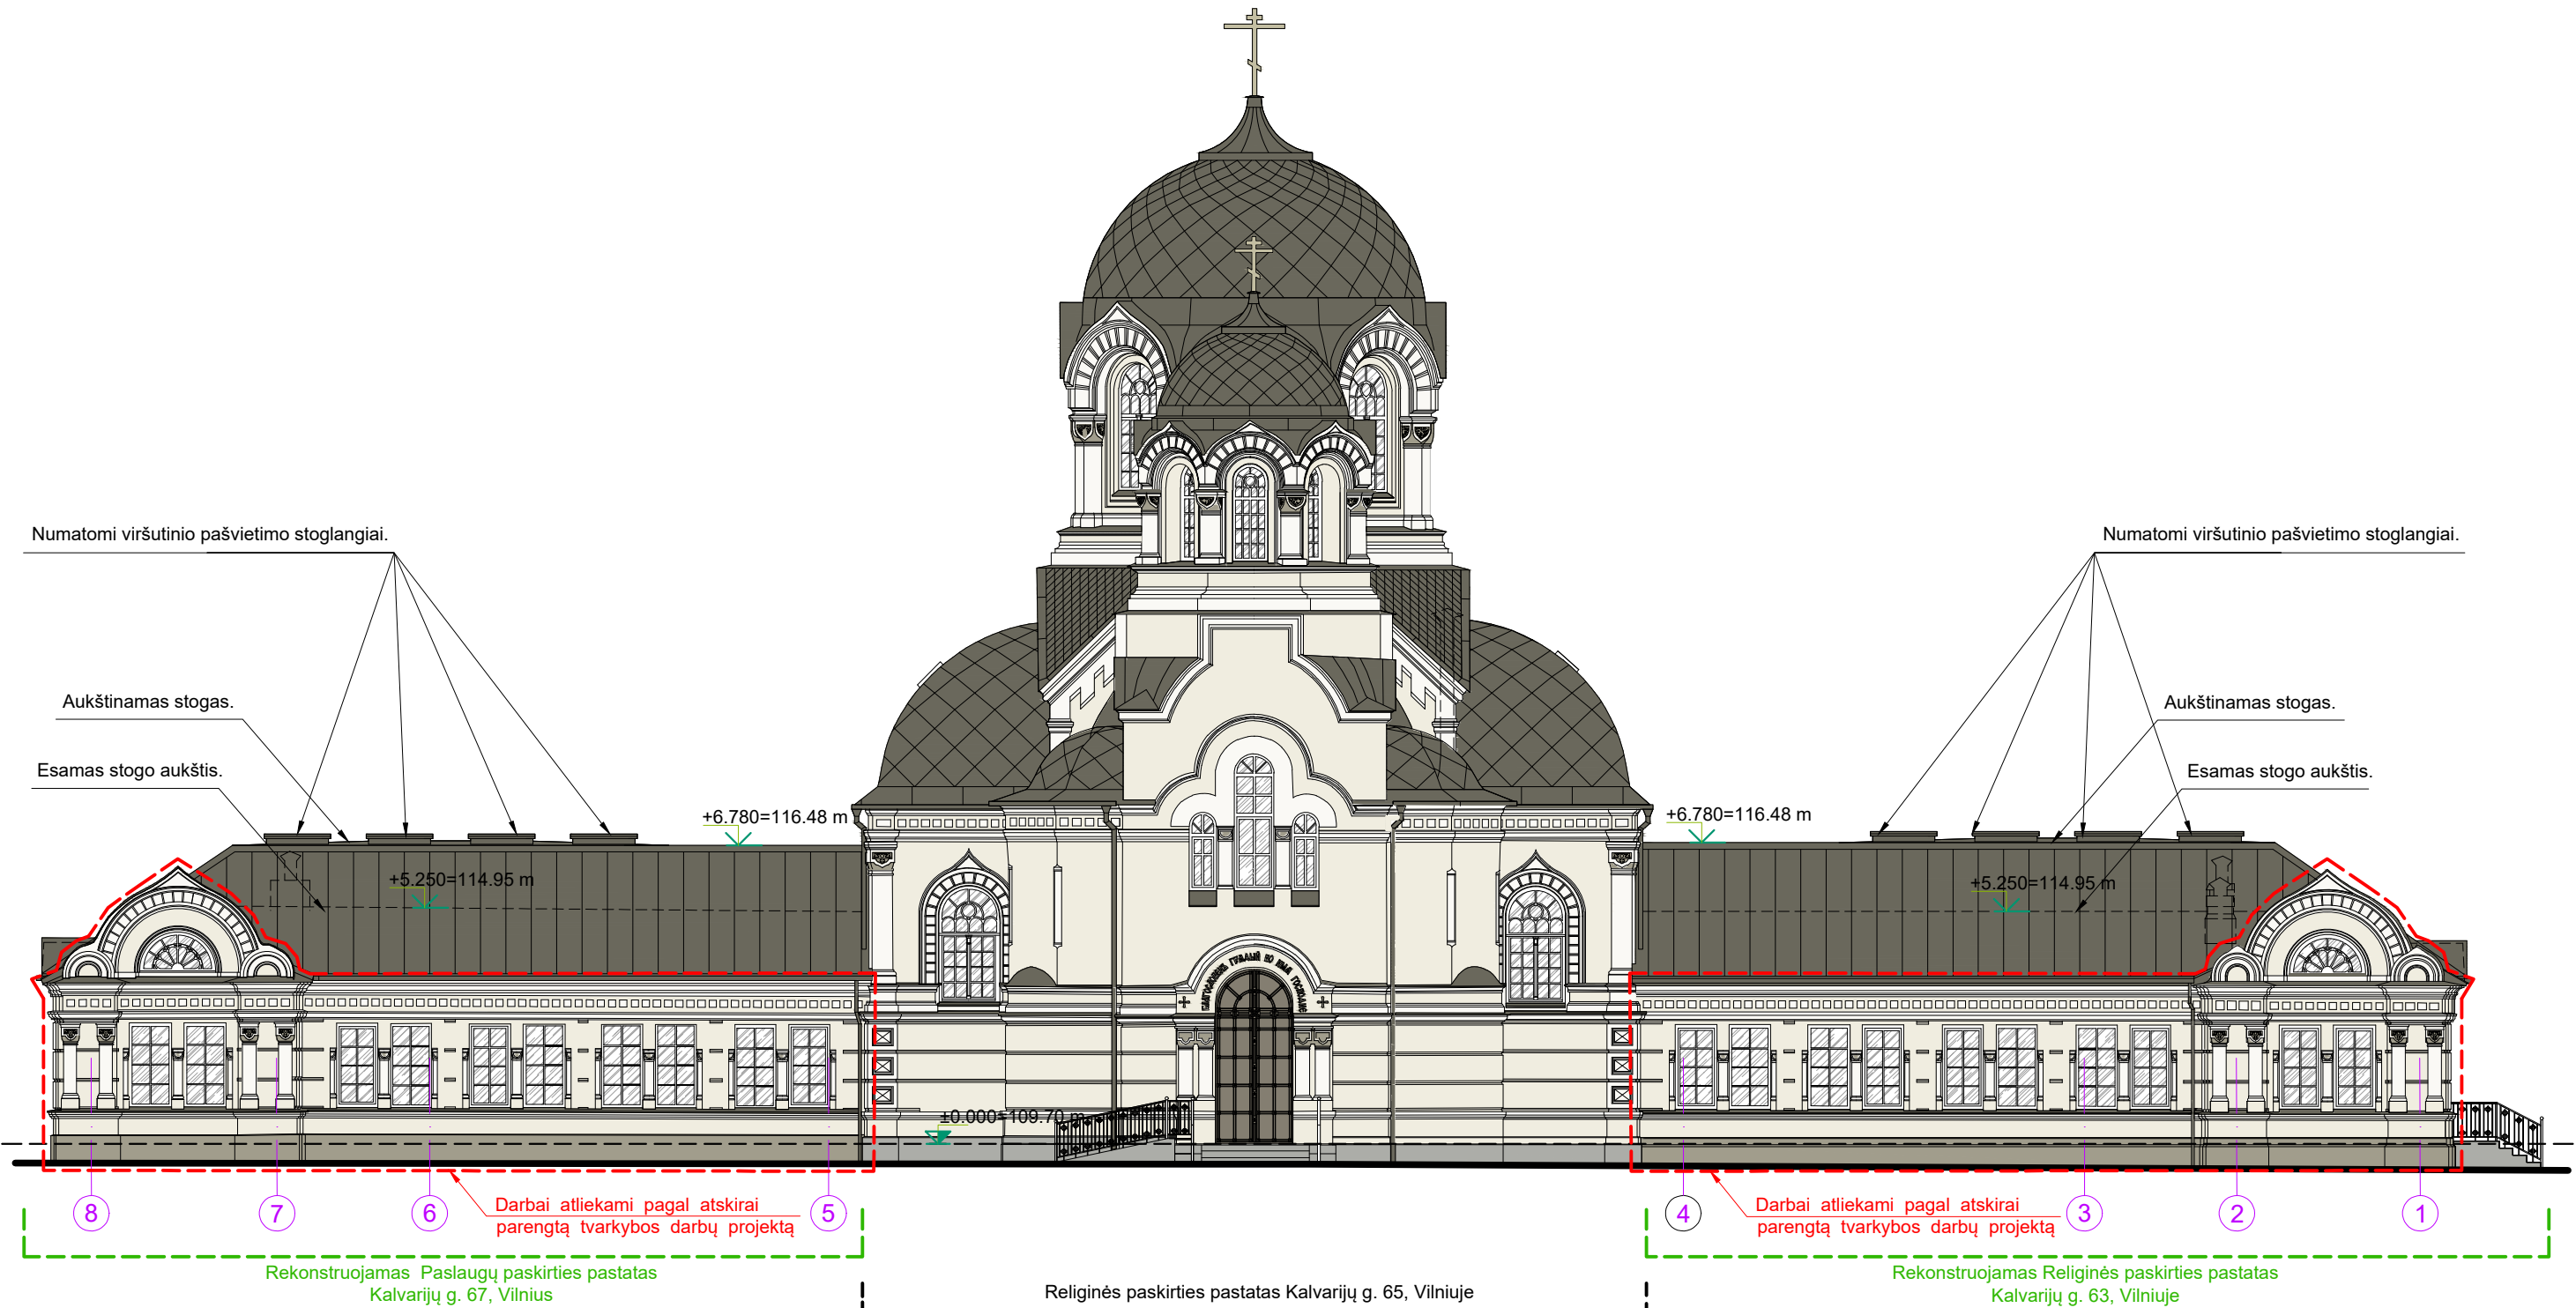 Numatomi viršutinio pašvietimo stoglangiai.
Numatomi viršutinio pašvietimo stoglangiai.
Aukštinamas stogas.
Aukštinamas stogas.
Esamas stogo aukštis.
Esamas stogo aukštis.
+6.780=116.48 m
+6.780=116.48 m
+5.250=114.95 m
+5.250=114.95 m
±0.000=109.70 m
8
7
6
5
4
3
2
1
Darbai atliekami pagal atskirai
parengtą tvarkybos darbų projektą
Darbai atliekami pagal atskirai
parengtą tvarkybos darbų projektą
Rekonstruojamas Paslaugų paskirties pastatas
Kalvarijų g. 67, Vilnius
Religinės paskirties pastatas Kalvarijų g. 65, Vilniuje
Rekonstruojamas Religinės paskirties pastatas
Kalvarijų g. 63, Vilniuje